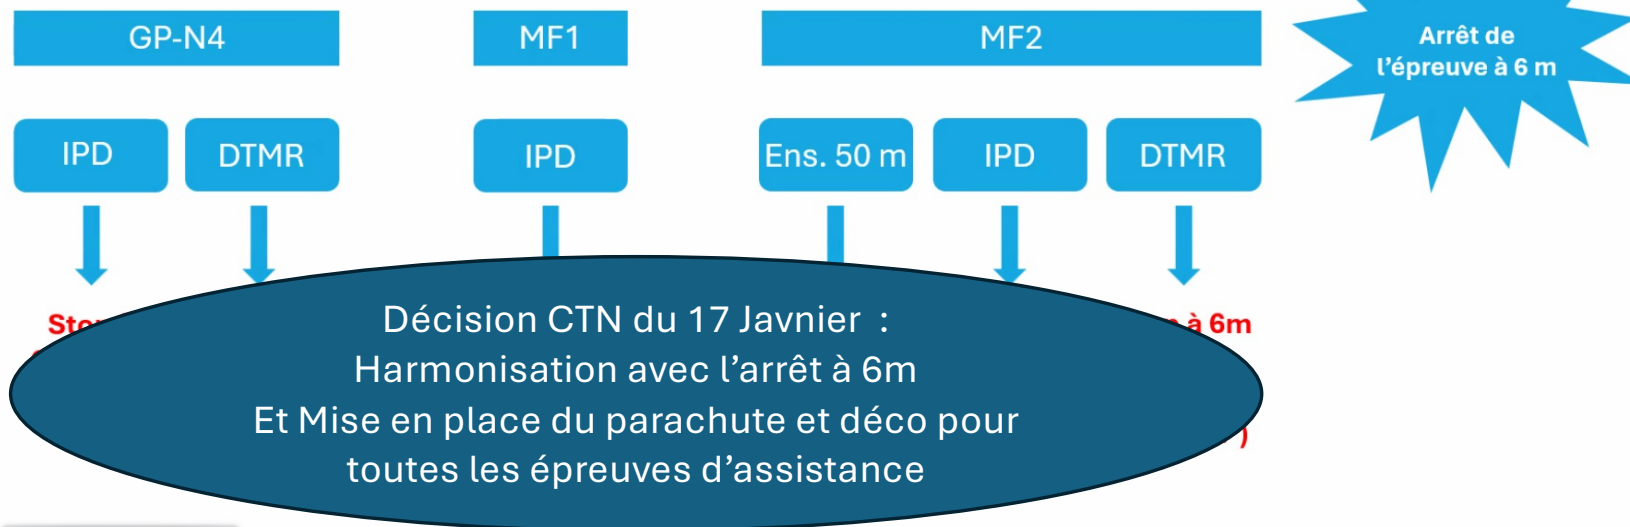 GP-N4
MF1
MF2
Arrêt de
l'épreuve à 6 m
IPD
DTMR
IPD
Ens. 50 m
IPD
DTMR
à 6m
Décision CTN du 17 Javnier :
Harmonisation avec l'arrêt à 6m
Et Mise en place du parachute et déco pour
toutes les épreuves d'assistance
)